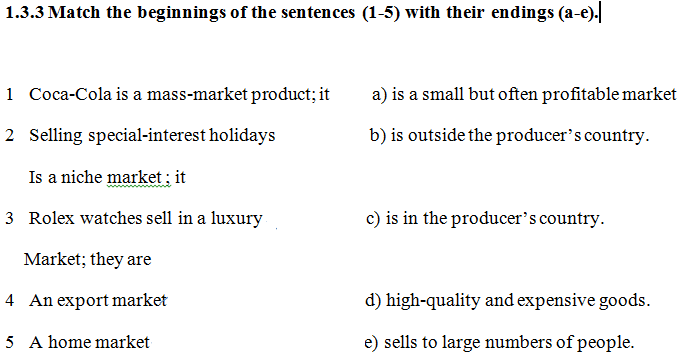 1.3.3 Match the beginnings of the sentences (1-5) with their endings (a-e).
1 Coca-Cola is a mass-market product; it a) is a small but often profitable market
2 Selling special-interest holidays b) is outside the producer’s country.
Is a niche market ; it
3 Rolex watches sell in a luxury c) is in the producer’s country.
Market; they are
4 An export market d) high-quality and expensive goods.
5 A home market e) sells to large numbers of people.